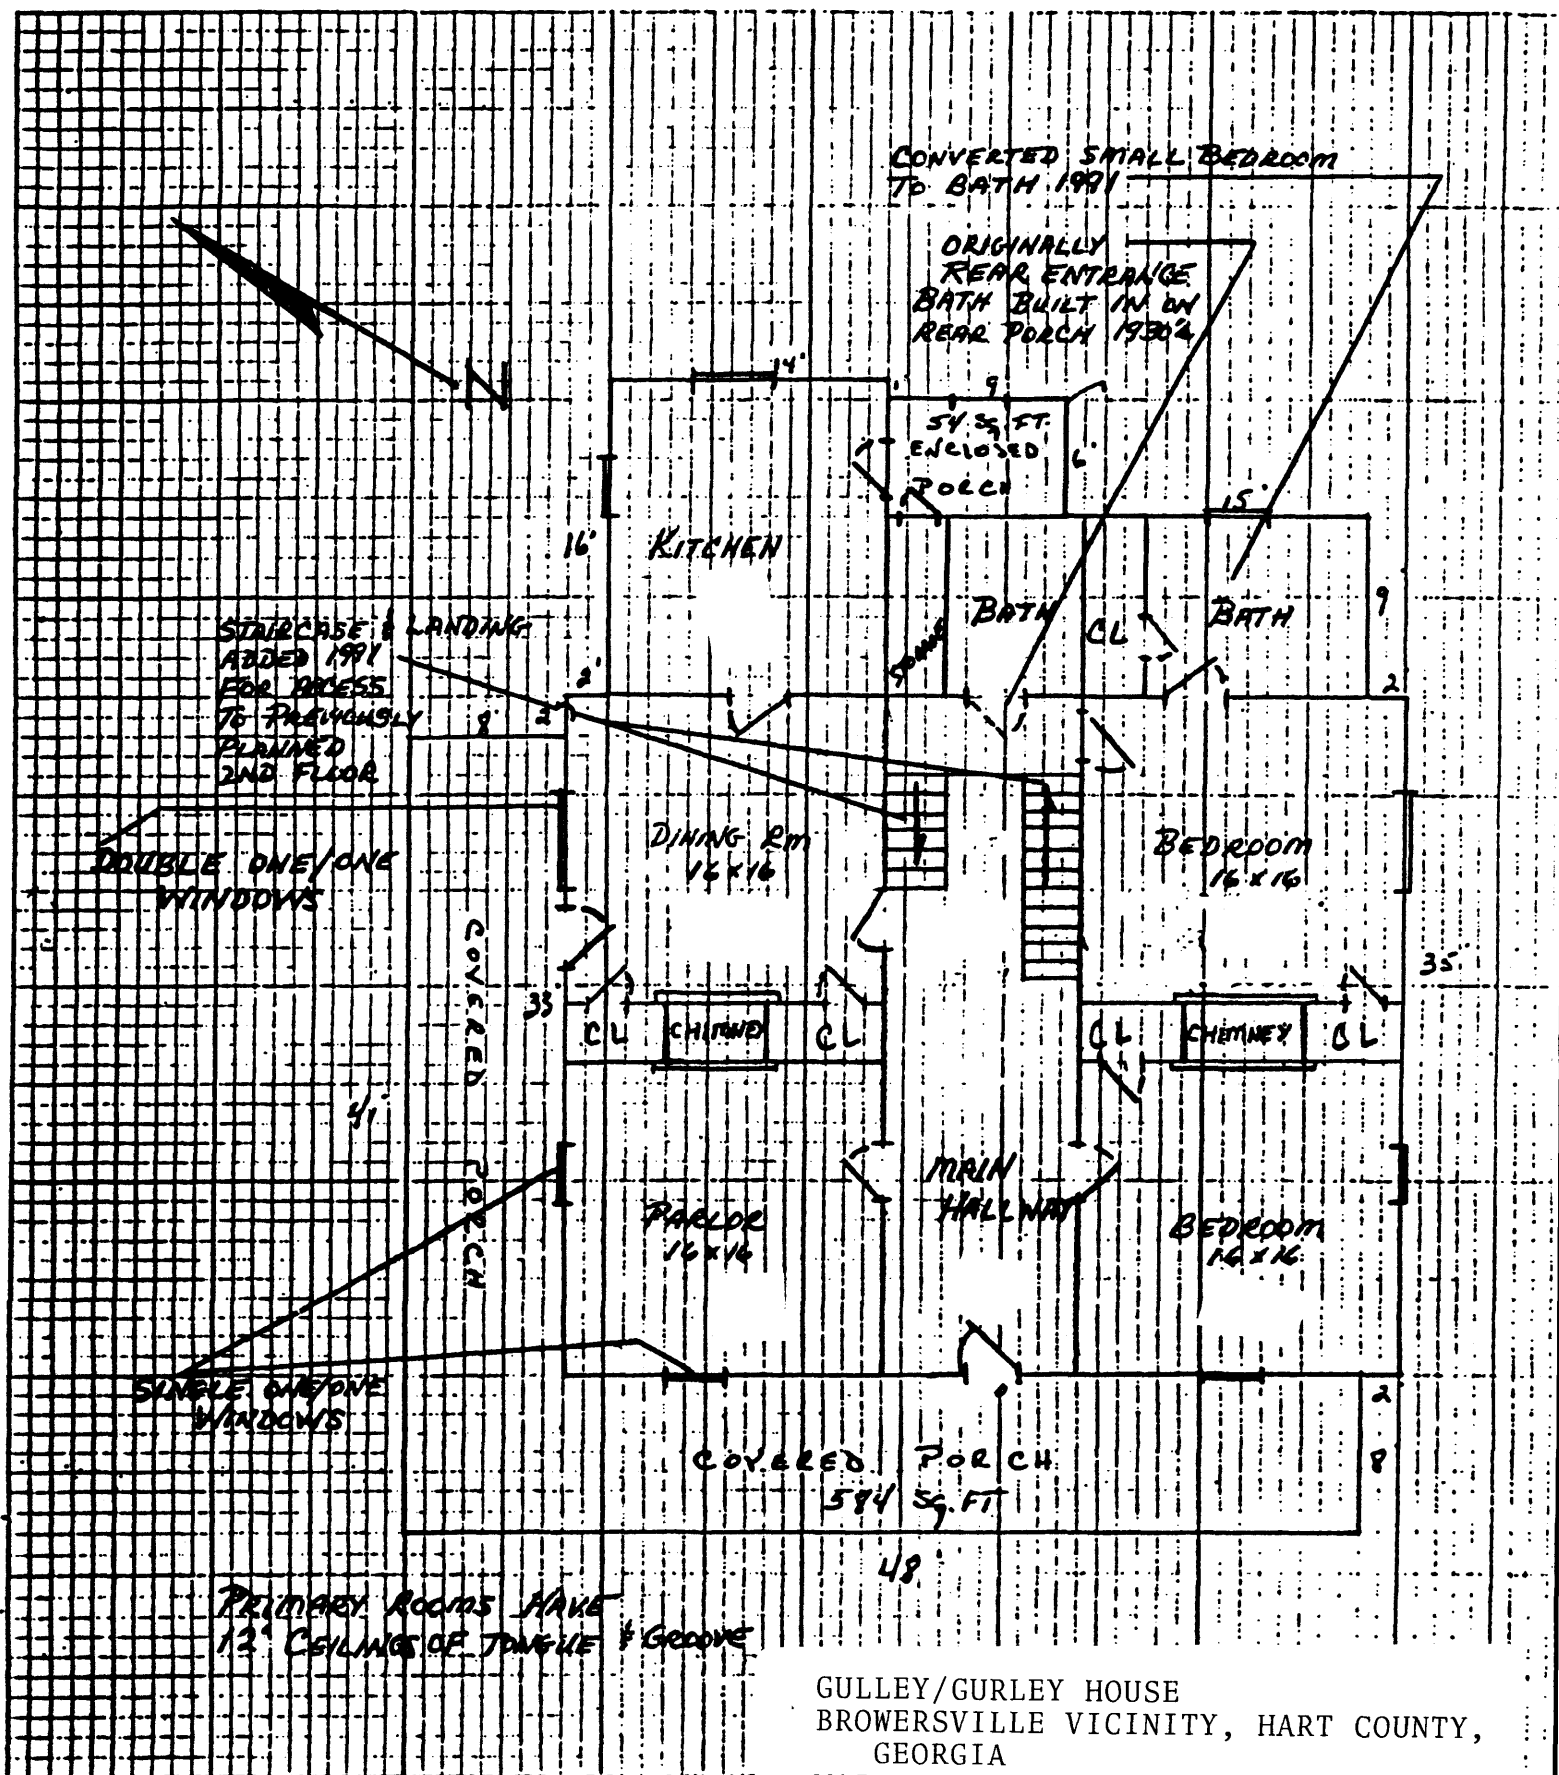 CONVERTED SMALL BEDROOM
TO BATH 1991
ORIGINALLY
REAR ENTRANCE
BATH BUILT IN ON
REAR PORCH 1930's
N
14'
9
54 SQ. FT.
ENCLOSED
PORCH
6'
15'
16'
KITCHEN
BATH
CL
BATH
9
STAIRCASE & LANDING
ADDED 1991
FOR ACCESS
TO PREVIOUSLY
PLANNED
2ND FLOOR
2'
2
8
2
DINING RM
16 x 16
BEDROOM
16 x 16
DOUBLE ONE/ONE
WINDOWS
COVERED PORCH
33
35'
CL
CHIMNEY
CL
CL
CHIMNEY
CL
41'
MAIN
HALLWAY
PARLOR
16 x 16
BEDROOM
16 x 16
SINGLE ONE/ONE
WINDOWS
2
8
COVERED PORCH
584 SQ. FT
48
PRIMARY ROOMS HAVE
12' CEILINGS OF TONGUE & GROOVE
GULLEY/GURLEY HOUSE
BROWERSVILLE VICINITY, HART COUNTY,
GEORGIA